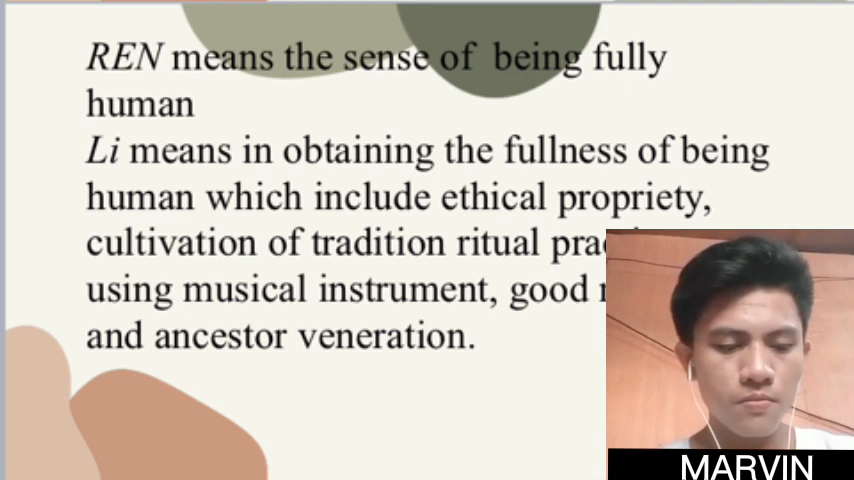 REN means the sense of being fully
human
Li means in obtaining the fullness of being
human which include ethical propriety,
cultivation of tradition ritual
using musical instrument, good
and ancestor veneration.
MARVIN